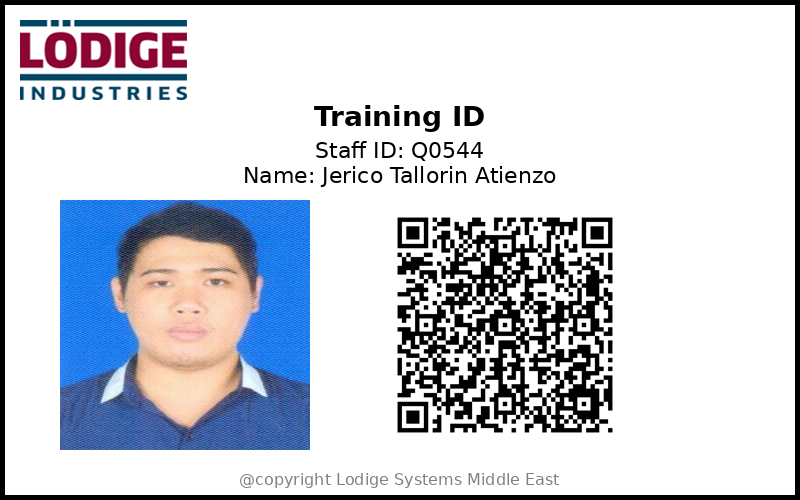 LÖDIGE
INDUSTRIES
Training ID
Staff ID: Q0544
Name: Jerico Tallorin Atienzo
@copyright Lodige Systems Middle East